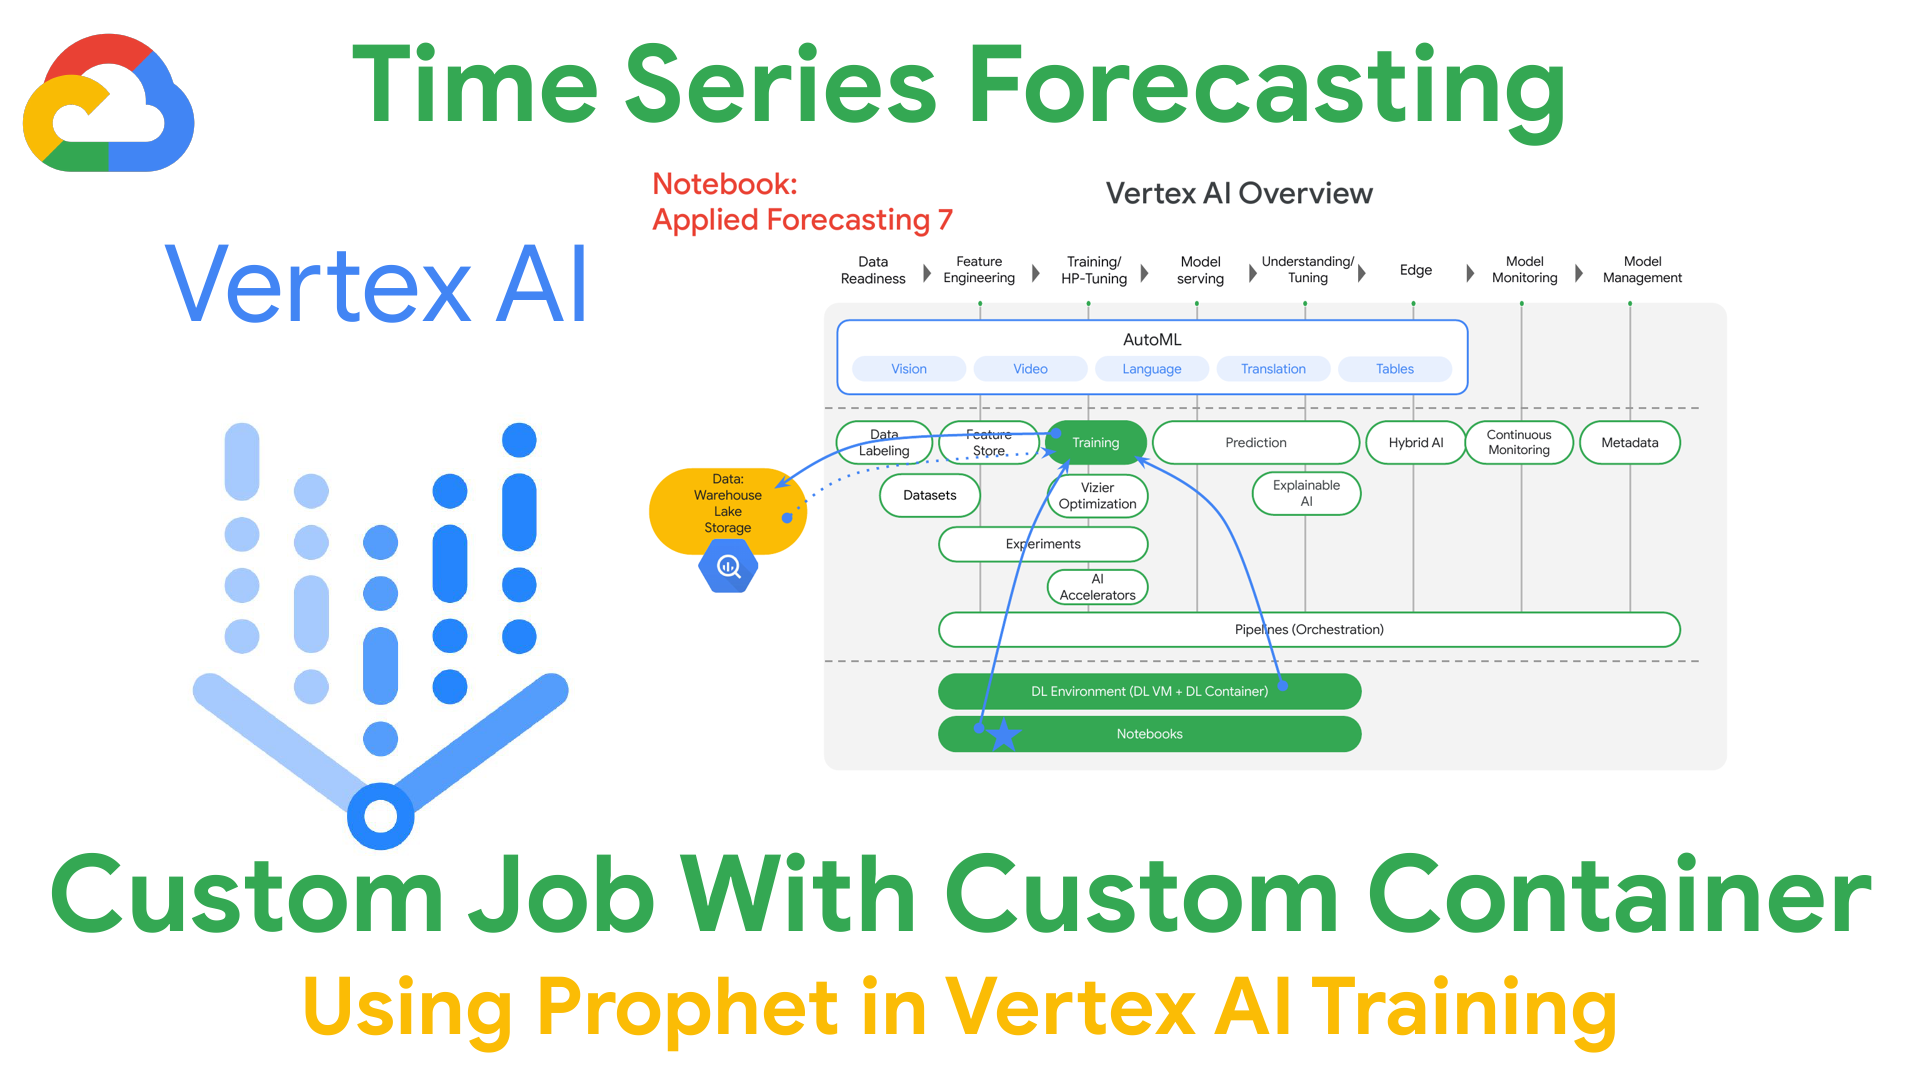 Time Series Forecasting
Notebook:
Applied Forecasting 7
Vertex AI Overview
Vertex AI
Data
Readiness
Feature
Engineering
Training/
HP-Tuning
Model
serving
Understanding/
Tuning
Edge
Model
Monitoring
Model
Management
AutoML
Vision
Video
Language
Translation
Tables
Data
Labeling
Feature
Store
Training
Prediction
Hybrid AI
Continuous
Monitoring
Metadata
Data:
Warehouse
Lake
Storage
Datasets
Vizier
Optimization
Explainable
AI
Experiments
AI
Accelerators
Pipelines (Orchestration)
DL Environment (DL VM + DL Container)
Notebooks
Custom Job With Custom Container
Using Prophet in Vertex AI Training